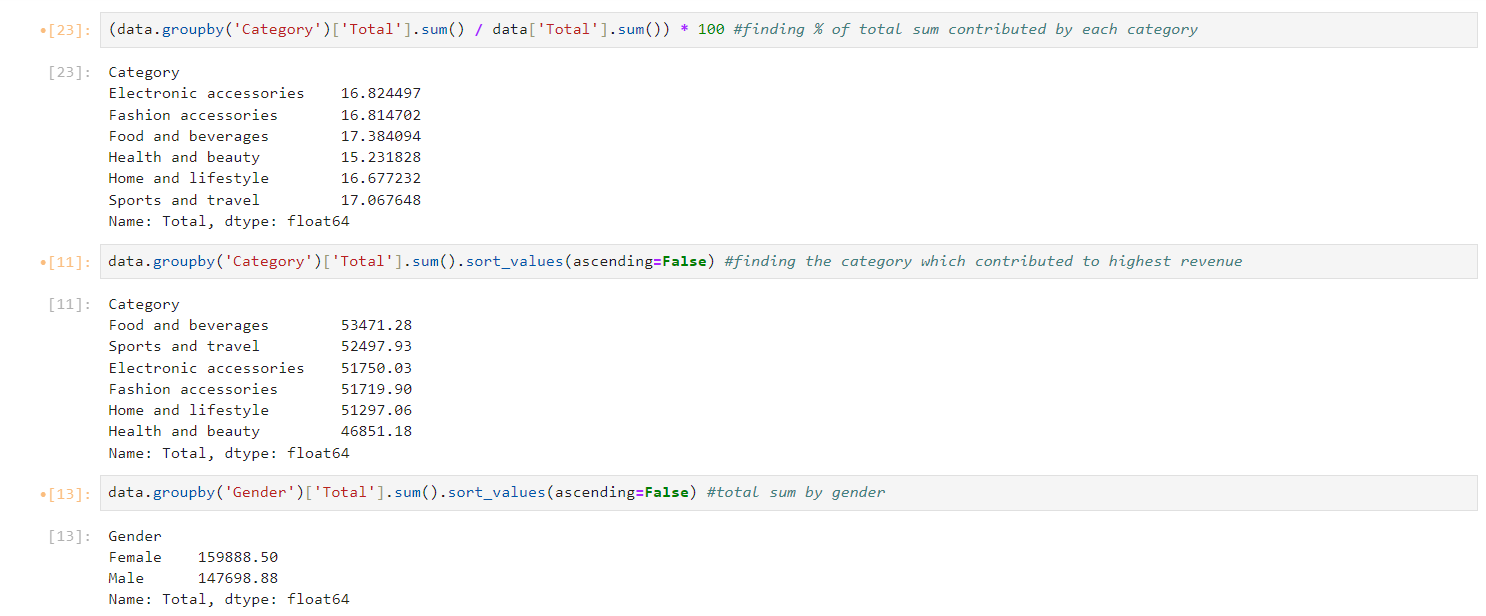 •[23]: (data.groupby('Category')['Total'].sum() / data['Total'].sum()) * 100 #finding % of total sum contributed by each category
[23]: Category
Electronic accessories    16.824497
Fashion accessories       16.814702
Food and beverages        17.384094
Health and beauty         15.231828
Home and lifestyle        16.677232
Sports and travel         17.067648
Name: Total, dtype: float64
•[11]: data.groupby('Category')['Total'].sum().sort_values(ascending=False) #finding the category which contributed to highest revenue
[11]: Category
Food and beverages        53471.28
Sports and travel         52497.93
Electronic accessories    51750.03
Fashion accessories       51719.90
Home and lifestyle        51297.06
Health and beauty         46851.18
Name: Total, dtype: float64
•[13]: data.groupby('Gender')['Total'].sum().sort_values(ascending=False) #total sum by gender
[13]: Gender
Female    159888.50
Male      147698.88
Name: Total, dtype: float64